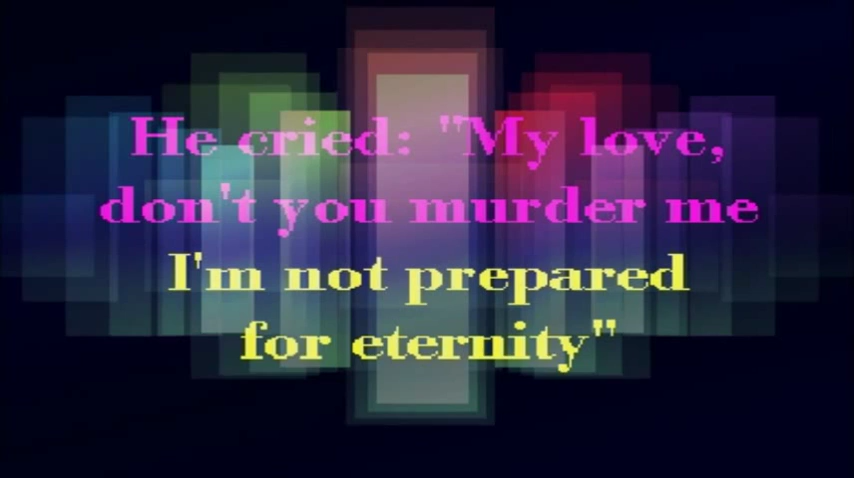 He cried: "My love,
don't you murder me
I'm not prepared
for eternity"